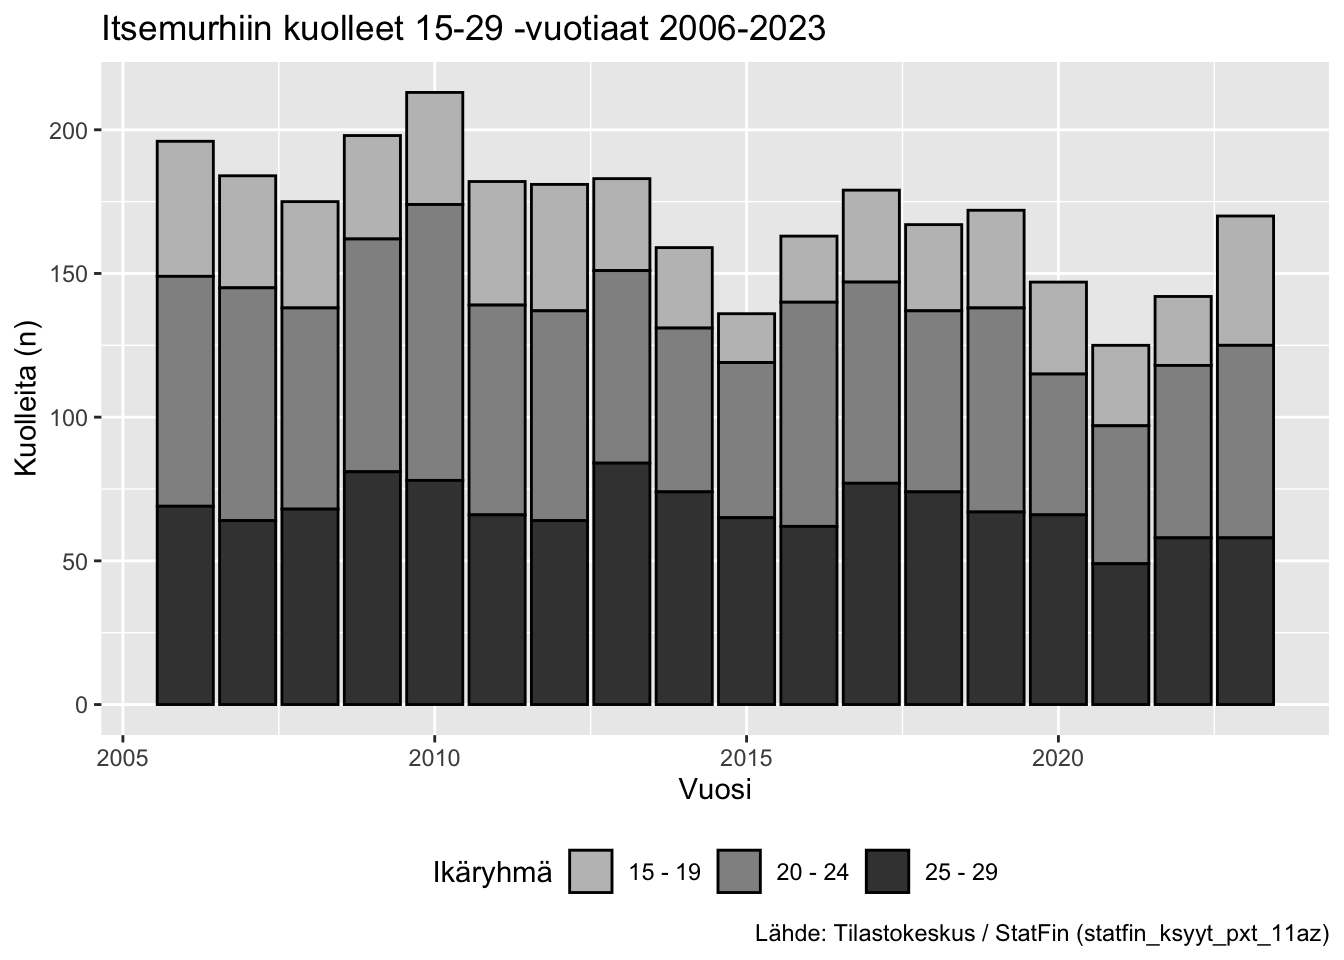 Itsemurhiin kuolleet 15-29 -vuotiaat 2006-2023
Kuolleita (n)
200
150
100
50
0
2005 2010 2015 2020
Vuosi
Ikäryhmä 15 - 19 20 - 24 25 - 29
Lähde: Tilastokeskus / StatFin (statfin_ksyyt_pxt_11az)